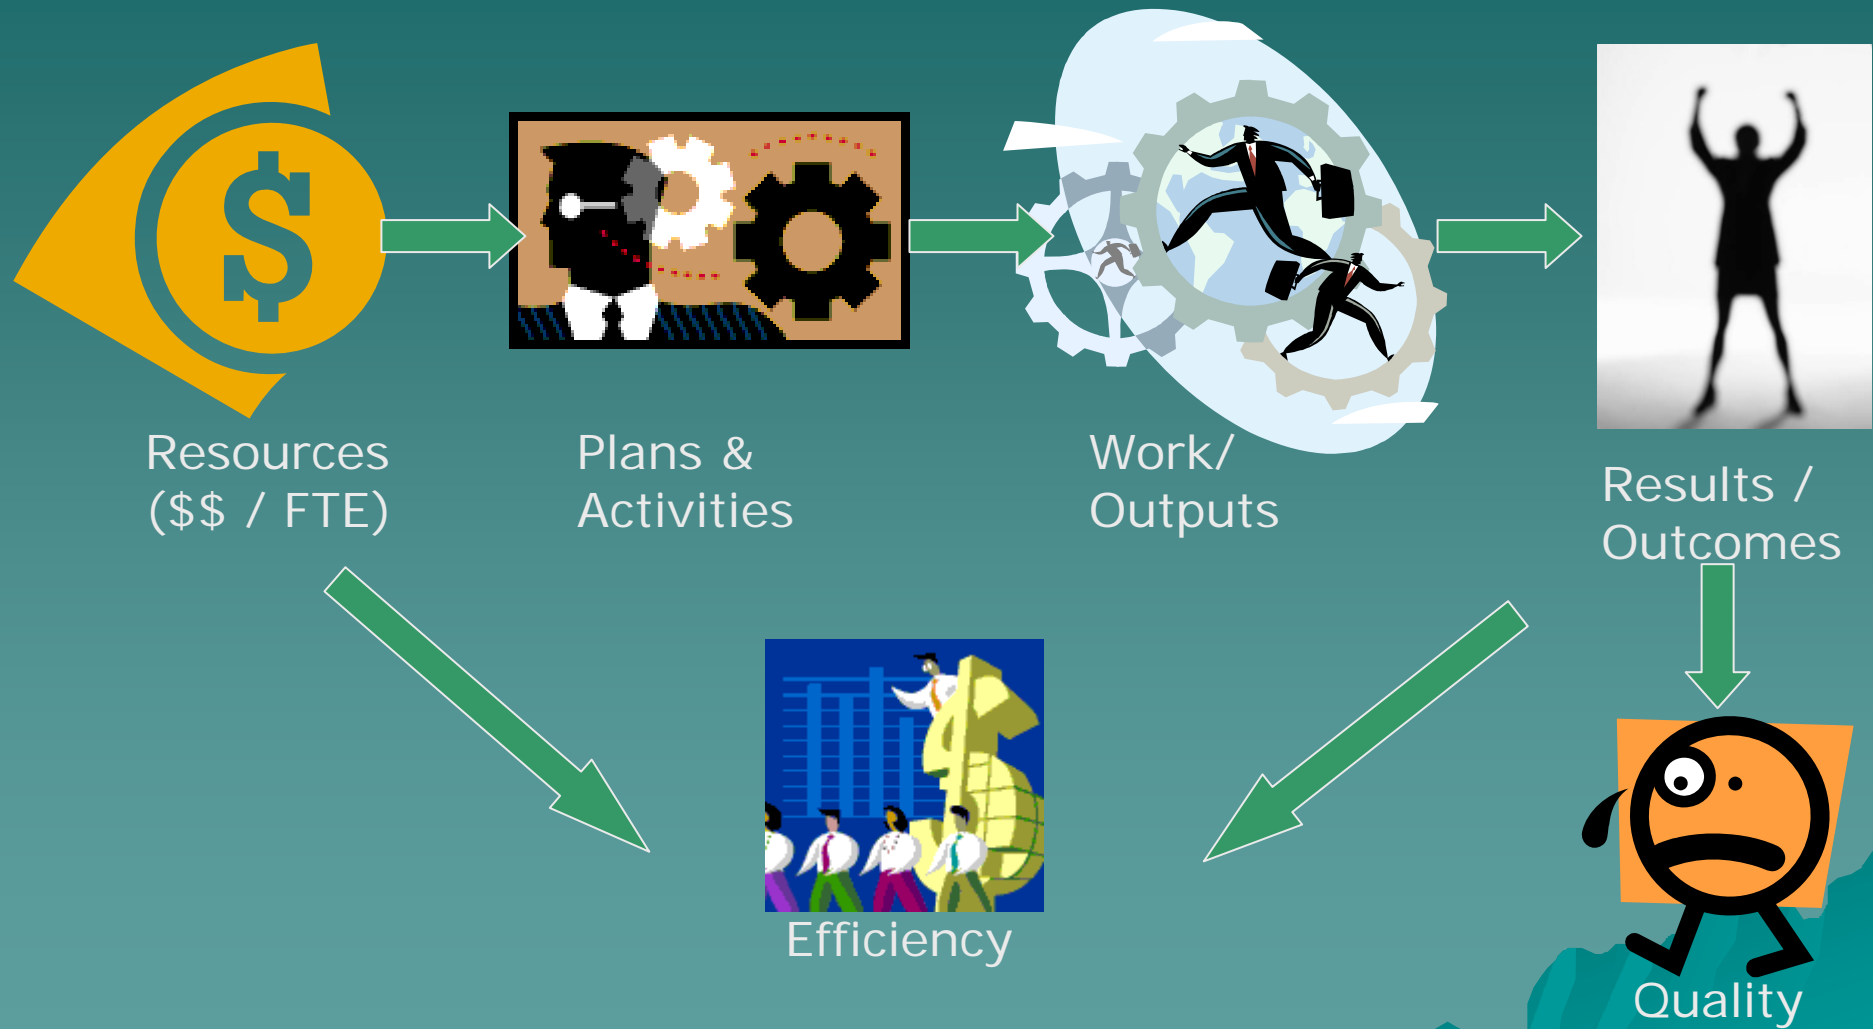 $
Resources
($$ / FTE)
Plans &
Activities
Work/
Outputs
Results /
Outcomes
Efficiency
Quality